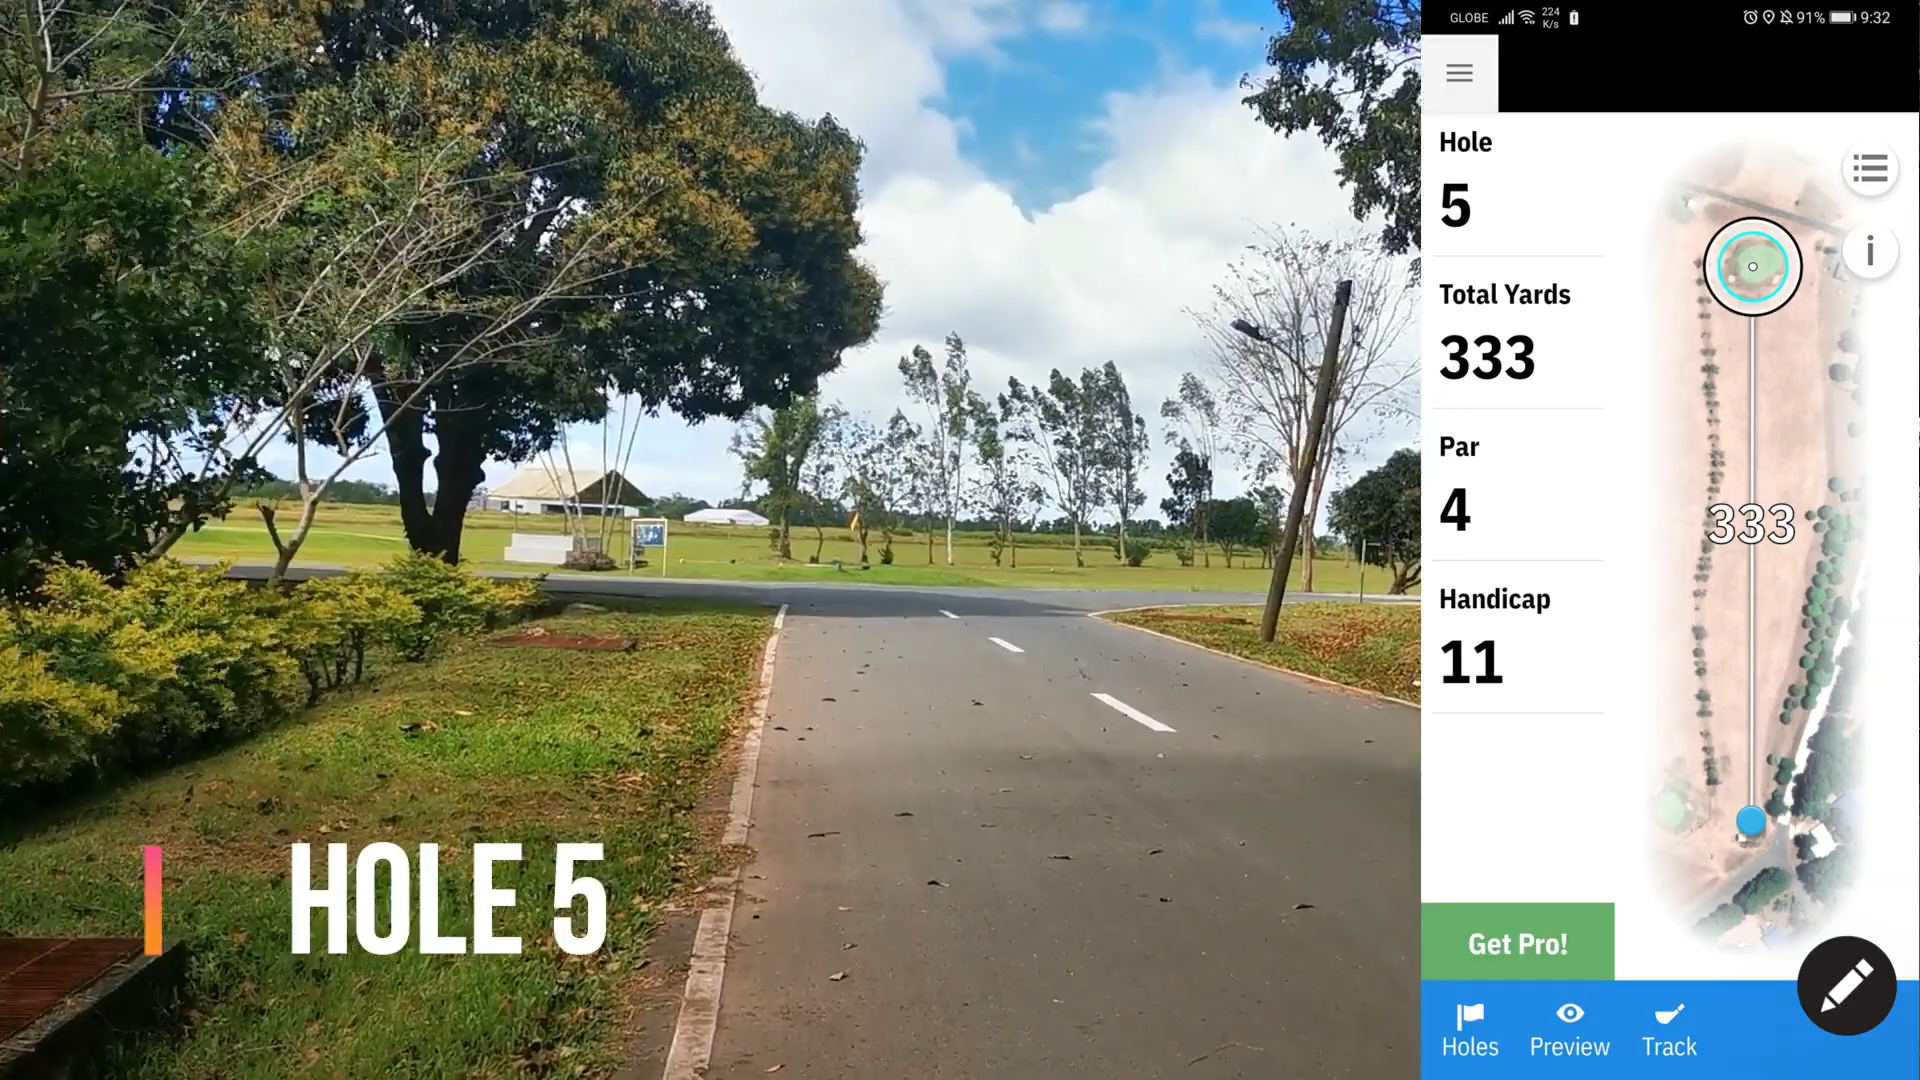 HOLE 5
GLOBE 224 K/s 91% 9:32
Hole
5
Total Yards
333
Par
4
Handicap
11
333
i
Get Pro!
Holes Preview Track